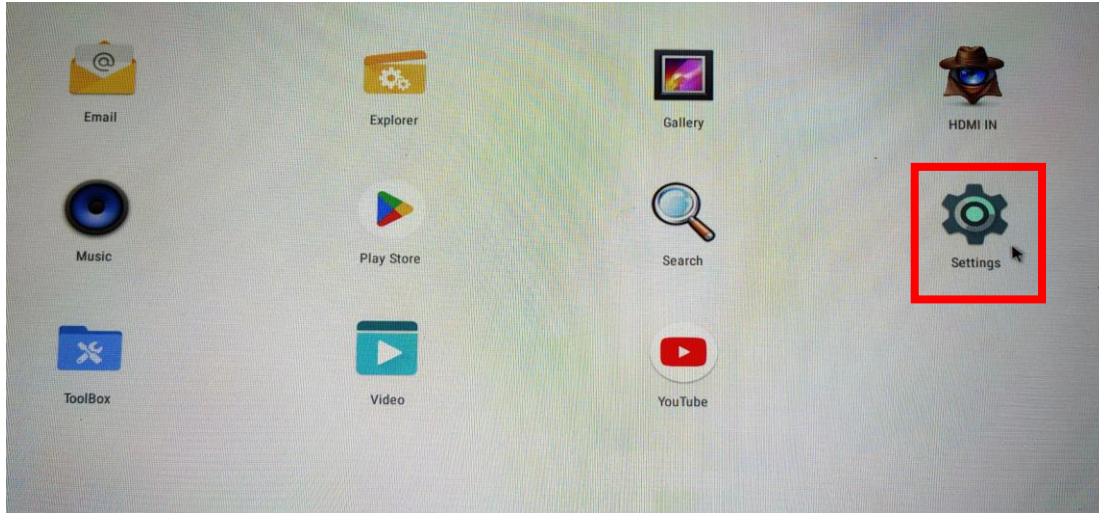 Email
Explorer
Gallery
HDMI IN
Music
Play Store
Search
Settings
ToolBox
Video
YouTube